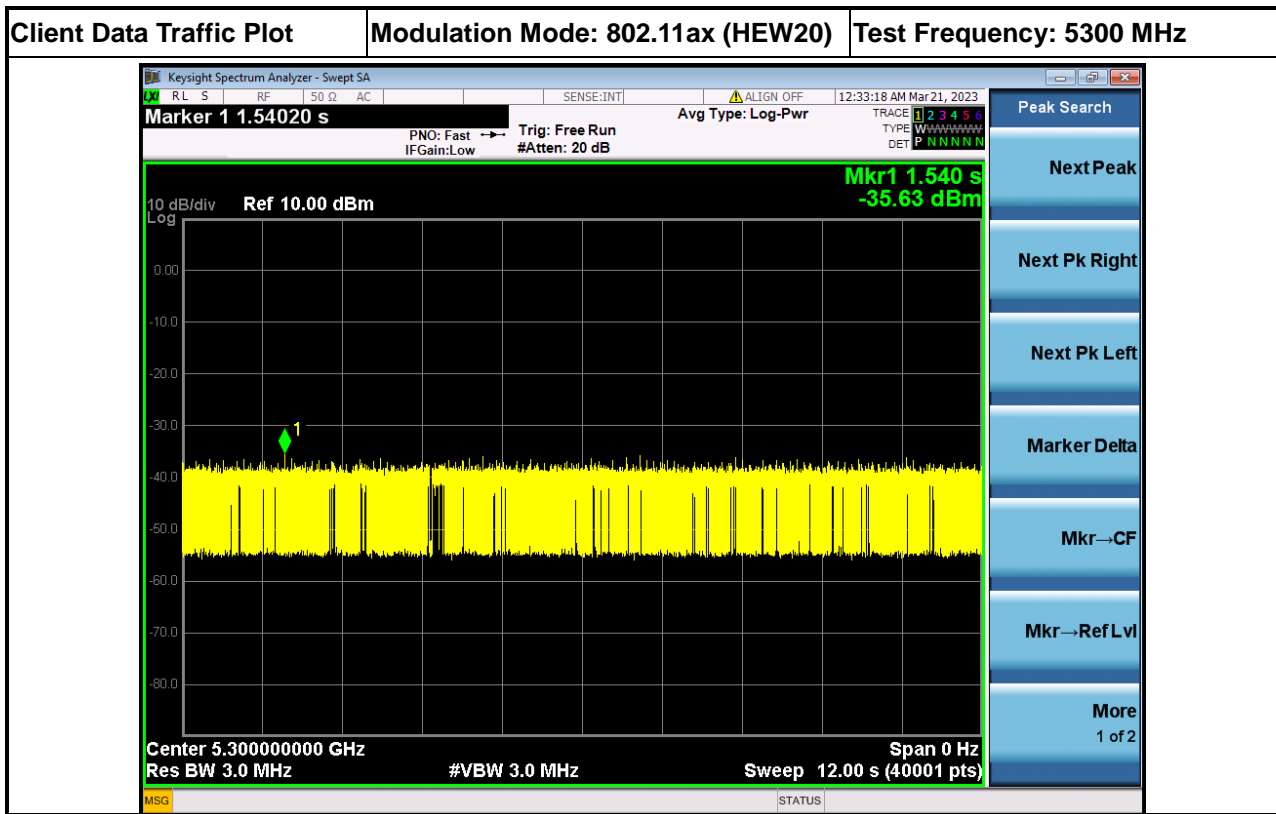 Client Data Traffic Plot Modulation Mode: 802.11ax (HEW20) Test Frequency: 5300 MHz
Keysight Spectrum Analyzer - Swept SA
LXI RL S RF 50 Ω AC SENSE:INT ALIGN OFF 12:33:18 AM Mar 21, 2023
Marker 1 1.54020 s
PNO: Fast
IFGain:Low
Trig: Free Run
#Atten: 20 dB
Avg Type: Log-Pwr
TRACE 1 2 3 4 5 6
TYPE WWWWWW
DET P N N N N N
Peak Search
Mkr1 1.540 s
-35.63 dBm
10 dB/div Ref 10.00 dBm
Log
0.00
-10.0
-20.0
-30.0
-40.0
-50.0
-60.0
-70.0
-80.0
1
Center 5.300000000 GHz Span 0 Hz
Res BW 3.0 MHz #VBW 3.0 MHz Sweep 12.00 s (40001 pts)
Next Peak
Next Pk Right
Next Pk Left
Marker Delta
Mkr→CF
Mkr→Ref Lvl
More
1 of 2
MSG STATUS